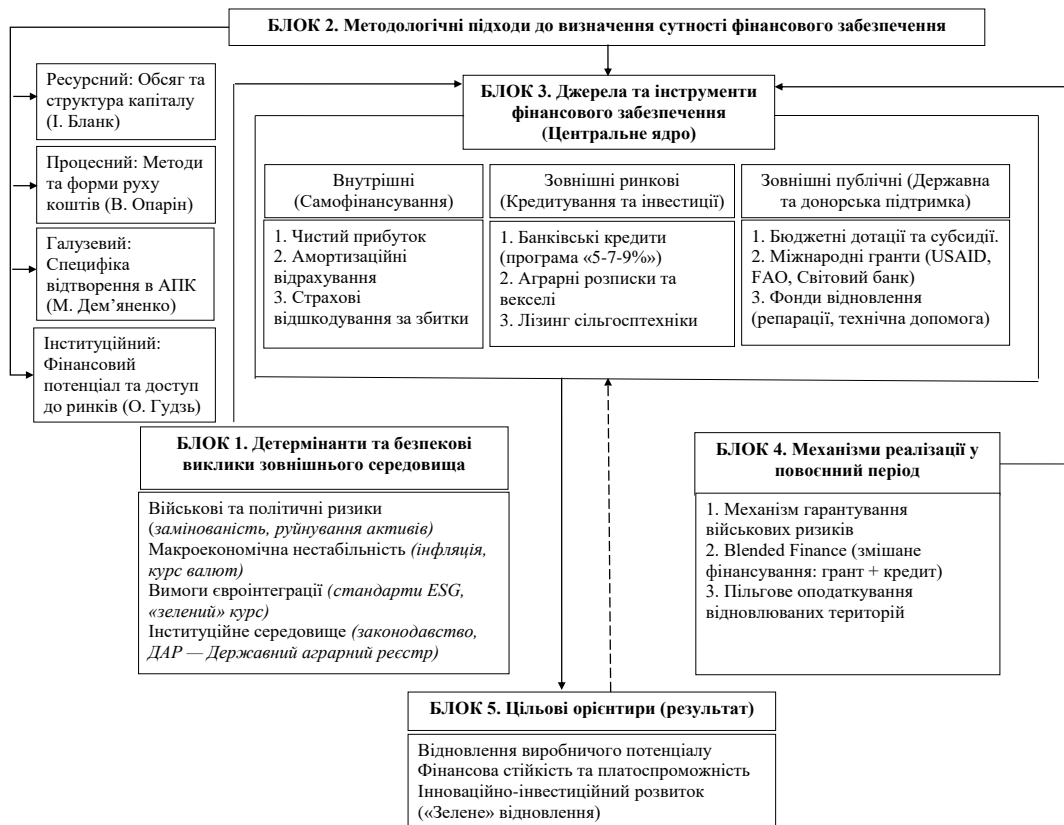 БЛОК 2. Методологічні підходи до визначення сутності фінансового забезпечення
Ресурсний: Обсяг та
структура капіталу
(І. Бланк)
Процесний: Методи
та форми руху
коштів (В. Опарін)
Галузевий:
Специфіка
відтворення в АПК
(М. Дем’яненко)
Інституційний:
Фінансовий
потенціал та доступ
до ринків (О. Гудзь)
БЛОК 3. Джерела та інструменти
фінансового забезпечення
(Центральне ядро)
Внутрішні
(Самофінансування)
1. Чистий прибуток
2. Амортизаційні
відрахування
3. Страхові
відшкодування за збитки
Зовнішні ринкові
(Кредитування та інвестиції)
1. Банківські кредити
(програма «5-7-9%»)
2. Аграрні розписки та
векселі
3. Лізинг сільгосптехніки
Зовнішні публічні (Державна
та донорська підтримка)
1. Бюджетні дотації та субсидії.
2. Міжнародні гранти (USAID,
FAO, Світовий банк)
3. Фонди відновлення
(репарації, технічна допомога)
БЛОК 1. Детермінанти та безпекові
виклики зовнішнього середовища
Військові та політичні ризики
(замінованість, руйнування активів)
Макроекономічна нестабільність (інфляція,
курс валют)
Вимоги євроінтеграції (стандарти ESG,
«зелений» курс)
Інституційне середовище (законодавство,
ДАР — Державний аграрний реєстр)
БЛОК 4. Механізми реалізації у
повоєнний період
1. Механізм гарантування
військових ризиків
2. Blended Finance (змішане
фінансування: грант + кредит)
3. Пільгове оподаткування
відновлюваних територій
БЛОК 5. Цільові орієнтири (результат)
Відновлення виробничого потенціалу
Фінансова стійкість та платоспроможність
Інноваційно-інвестиційний розвиток
(«Зелене» відновлення)